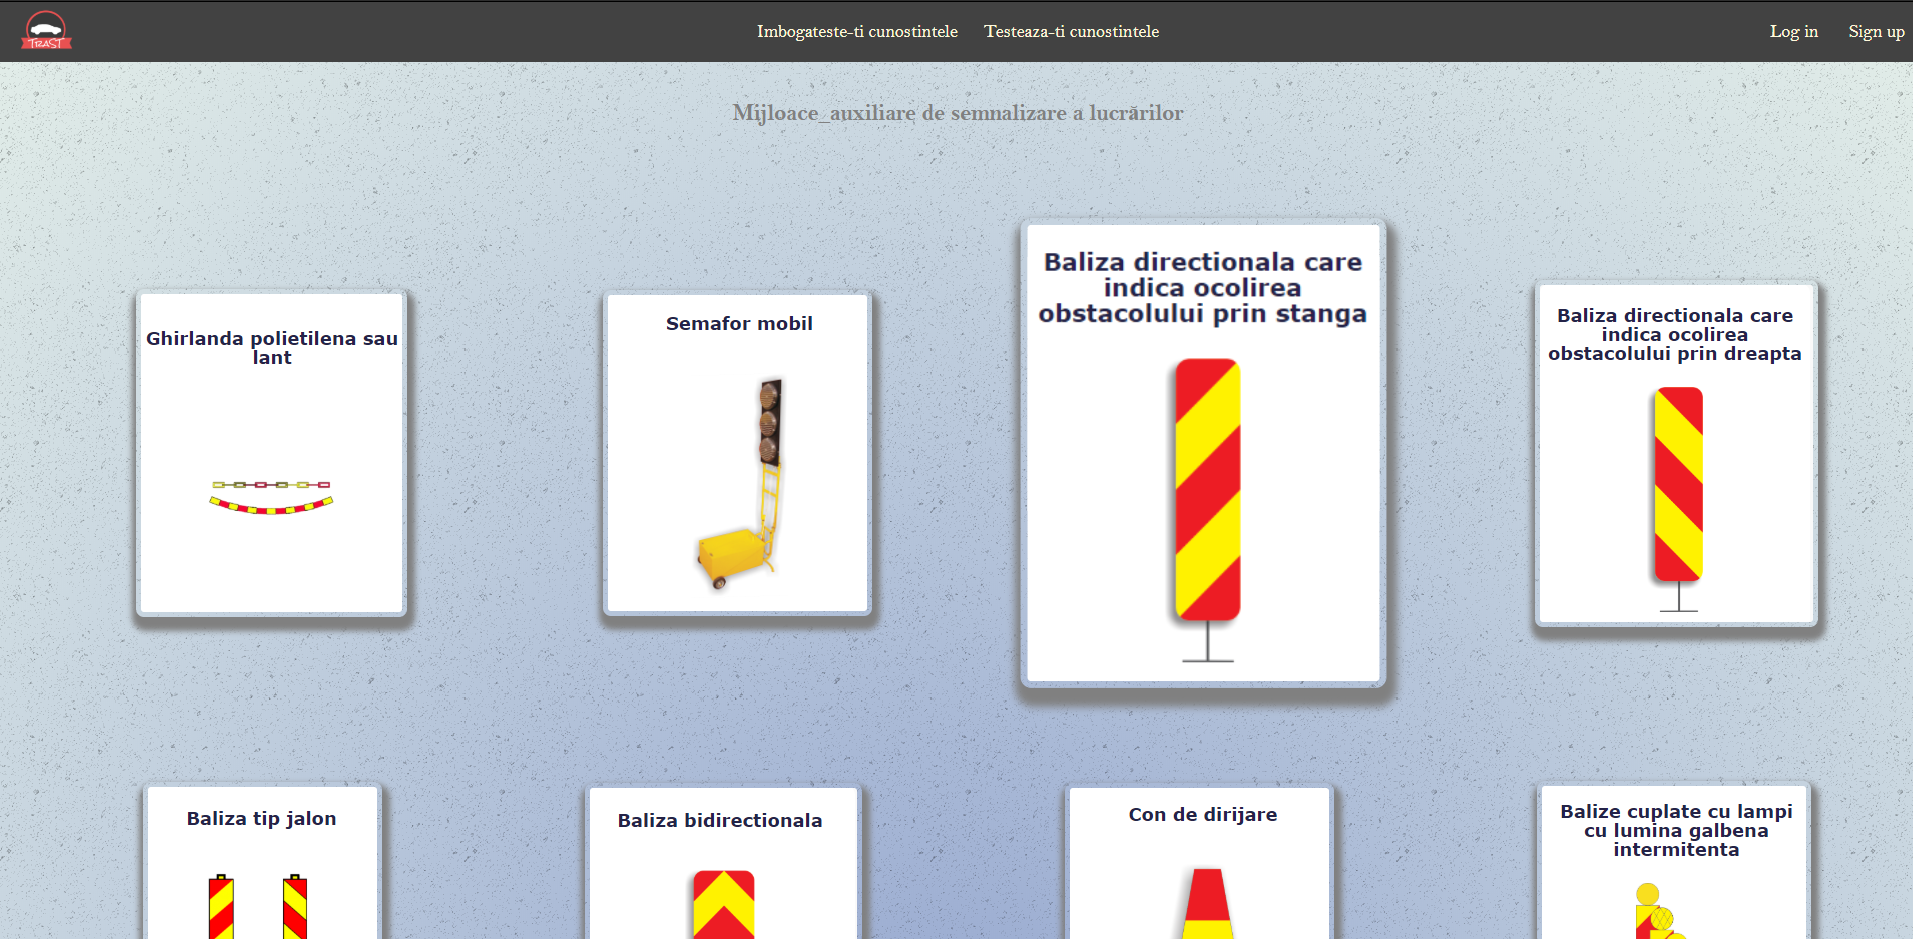 TRAST
Imbogateste-ti cunostintele
Testeaza-ti cunostintele
Log in
Sign up
Mijloace_auxiliare de semnalizare a lucrărilor
Ghirlanda polietilena sau
lant
Semafor mobil
Baliza directionala care
indica ocolirea
obstacolului prin stanga
Baliza directionala care
indica ocolirea
obstacolului prin dreapta
Baliza tip jalon
Baliza bidirectionala
Con de dirijare
Balize cuplate cu lampi
cu lumina galbena
intermitenta